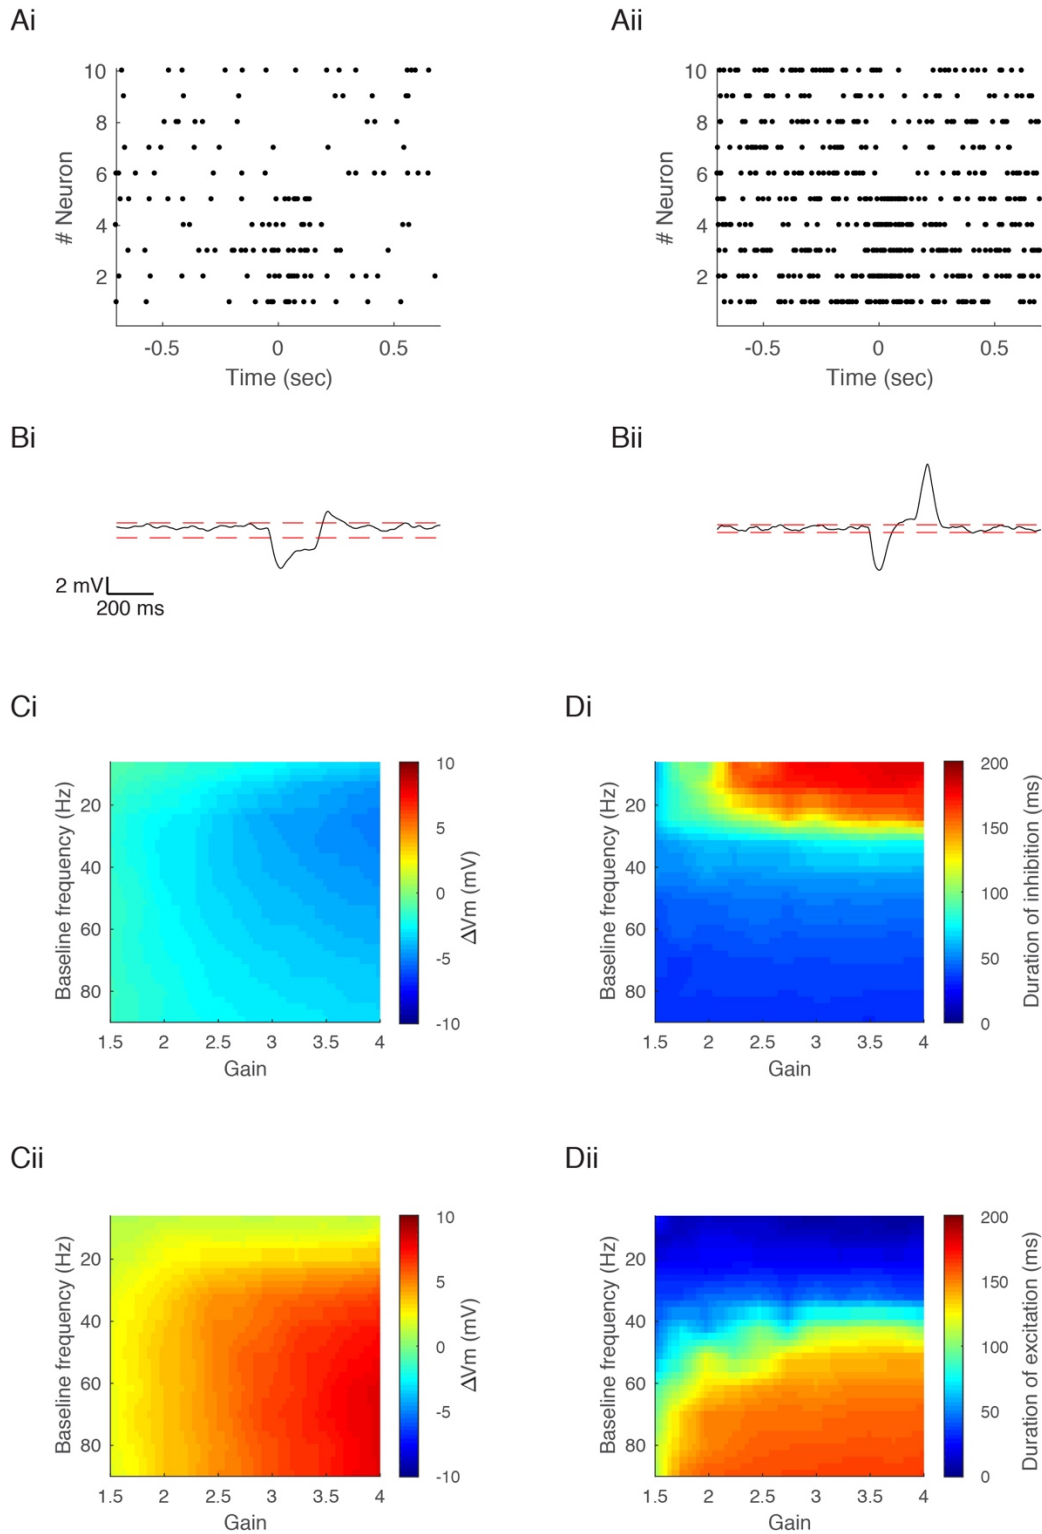 Ai
Aii
10
8
6
4
2
# Neuron
-0.5
0
0.5
Time (sec)
10
8
6
4
2
# Neuron
-0.5
0
0.5
Time (sec)
Bi
Bii
2 mV
200 ms
Ci
Di
20
40
60
80
Baseline frequency (Hz)
1.5
2
2.5
3
3.5
4
Gain
10
5
0
-5
-10
ΔVm (mV)
20
40
60
80
Baseline frequency (Hz)
1.5
2
2.5
3
3.5
4
Gain
200
150
100
50
0
Duration of inhibition (ms)
Cii
Dii
20
40
60
80
Baseline frequency (Hz)
1.5
2
2.5
3
3.5
4
Gain
10
5
0
-5
-10
ΔVm (mV)
20
40
60
80
Baseline frequency (Hz)
1.5
2
2.5
3
3.5
4
Gain
200
150
100
50
0
Duration of excitation (ms)